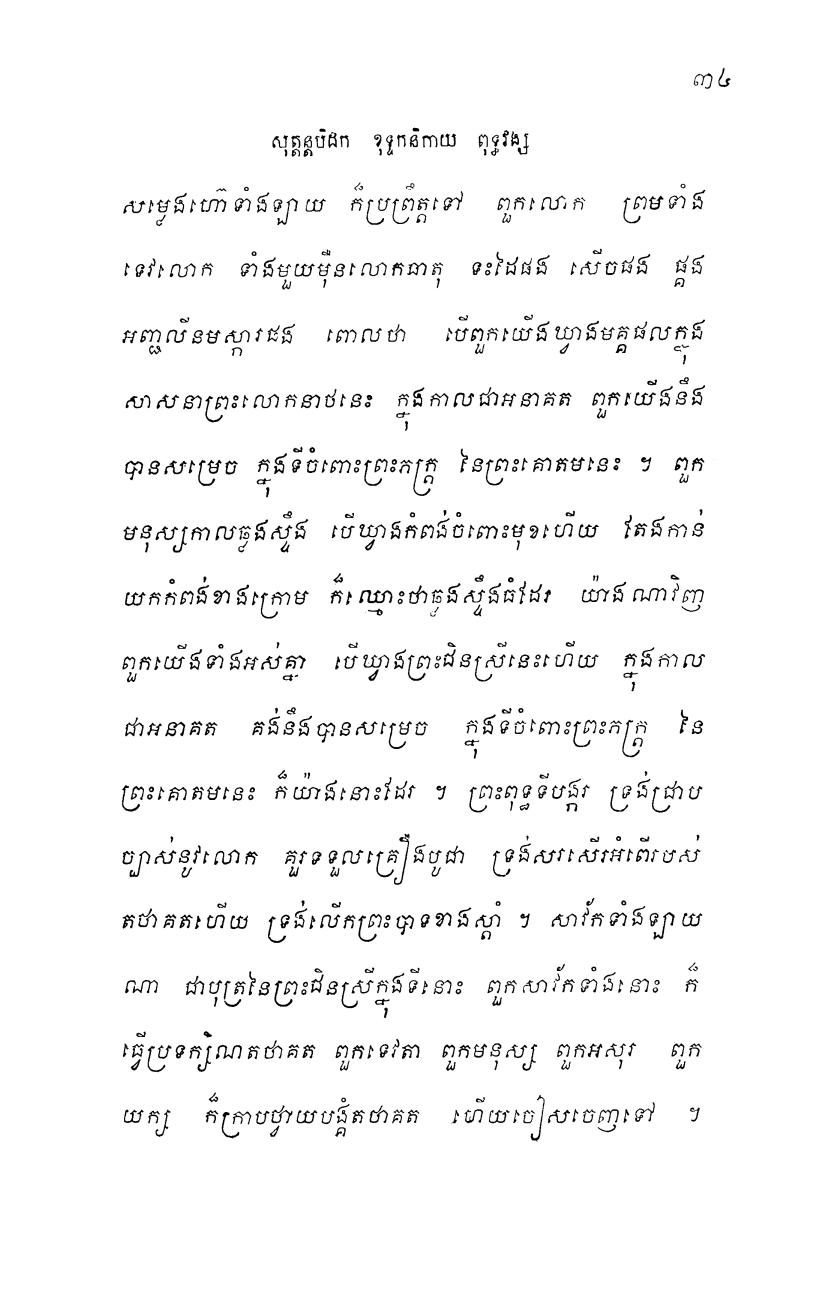 ៣៤
សុត្តន្តបិដក ខុទ្ទកនិកាយ ពុទ្ធវង្ស
សម្លេងហ៊ោទាំងឡាយ ក៏ប្រព្រឹត្តទៅ ពួកលោក ព្រមទាំង
ទេវលោក ទាំងមួយម៉ឺនលោកធាតុ ទះដៃផង សើចផង ផ្គង
អញ្ជលីនមស្ការផង ពោលថា បើពួកយើងឃ្វាងមគ្គផលក្នុង
សាសនាព្រះលោកនាថនេះ ក្នុងកាលជាអនាគត ពួកយើងនឹង
បានសម្រេច ក្នុងទីចំពោះព្រះភក្ត្រ នៃព្រះគោតមនេះ ។ ពួក
មនុស្សកាលឆ្លងស្ទឹង បើឃ្វាងកំពង់ចំពោះមុខហើយ តែងកាន់
យកកំពង់ខាងក្រោម ក៏ឈ្មោះថាឆ្លងស្ទឹងធំដែរ យ៉ាងណាវិញ
ពួកយើងទាំងអស់គ្នា បើឃ្វាងព្រះជិនស្រីនេះហើយ ក្នុងកាល
ជាអនាគត គង់នឹងបានសម្រេច ក្នុងទីចំពោះព្រះភក្ត្រ នៃ
ព្រះគោតមនេះ ក៏យ៉ាងនោះដែរ ។ ព្រះពុទ្ធទីបង្ករ ទ្រង់ជ្រាប
ច្បាស់នូវលោក គួរទទួលគ្រឿងបូជា ទ្រង់សរសើរអំពើរបស់
តថាគតហើយ ទ្រង់លើកព្រះបាទខាងស្តាំ ។ សាវ័កទាំងឡាយ
ណា ជាបុត្រនៃព្រះជិនស្រីក្នុងទីនោះ ពួកសាវ័កទាំងនោះ ក៏
ធ្វើប្រទក្សិណតថាគត ពួកទេវតា ពួកមនុស្ស ពួកអសុរ ពួក
យក្ស ក៏ក្រាបថ្វាយបង្គំតថាគត ហើយចៀសចេញទៅ ។